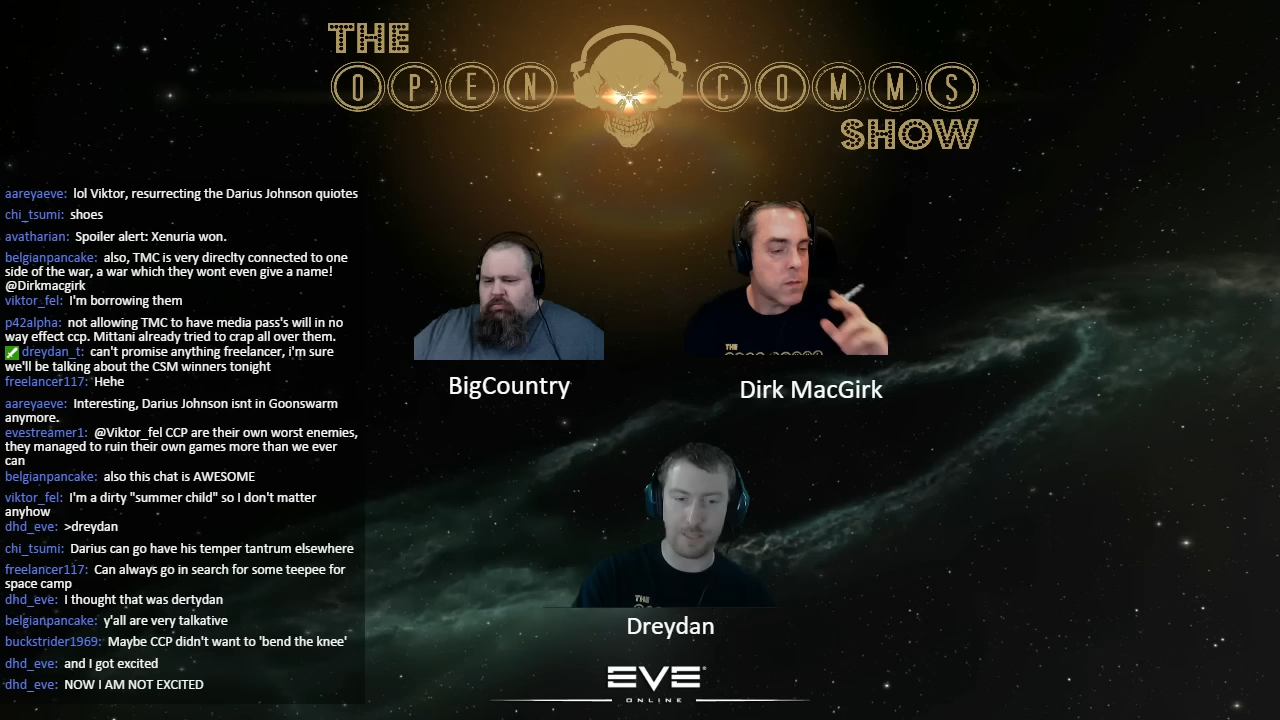 THE
OPEN COMMS
SHOW
aareyaeve: lol Viktor, resurrecting the Darius Johnson quiotes
chi_tsumi: shoes
avatharian: Spoiler alert: Xenuria won.
belgianpancake: also, TMC is very direclty connected to one
side of the war, a war which they wont even give a name!
@Dirkmacgirk
viktor_fel: I'm borrowing them
p42alpha: not allowing TMC to have media pass's will in no
way effect ccp. Mittani already tried to crap all over them.
dreydan_t: can't promise anything freelancer, i'm sure
we'll be talking about the CSM winners tonight
freelancer117: Hehe
aareyaeve: Interesting, Darius Johnson isnt in Goonswarm
anymore.
evestreamer1: @Viktor_fel CCP are their own worst enemies,
they managed to ruin their own games more than we ever
can
belgianpancake: also this chat is AWESOME
viktor_fel: I'm a dirty "summer child" so I don't matter
anyhow
dhd_eve: >dreydan
chi_tsumi: Darius can go have his temper tantrum elsewhere
freelancer117: Can always go in search for some teepee for
space camp
dhd_eve: I thought that was dertydan
belgianpancake: y'all are very talkative
buckstrider1969: Maybe CCP didn't want to 'bend the knee'
dhd_eve: and I got excited
dhd_eve: NOW I AM NOT EXCITED
BigCountry
THE
Dirk MacGirk
THE
Dreydan
EVE
ONLINE